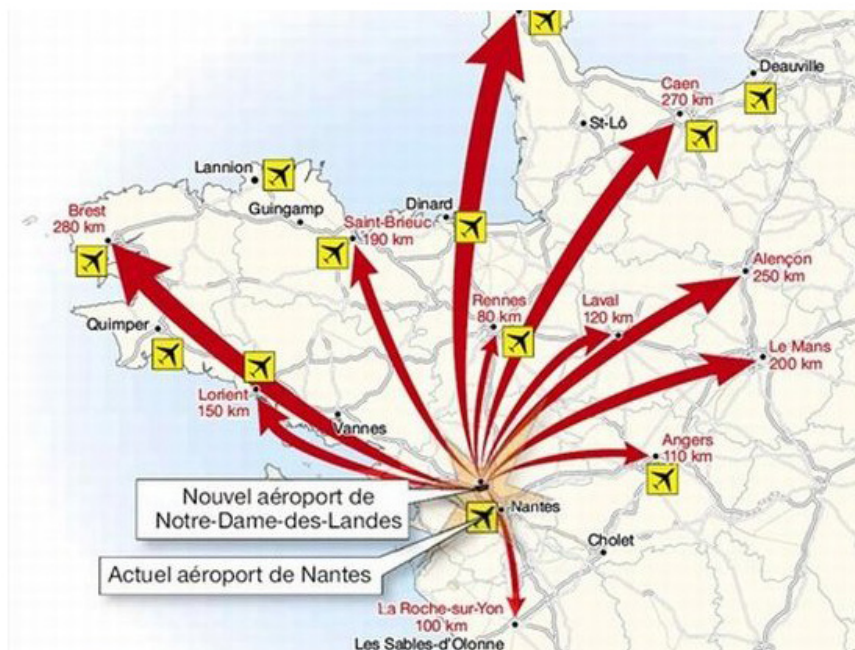 Deauville
Caen
270 km
St-Lô
Lannion
Guingamp
Dinard
Brest
280 km
Saint-Brieuc
190 km
Alençon
250 km
Rennes
80 km
Laval
120 km
Quimper
Le Mans
200 km
Lorient
150 km
Vannes
Angers
110 km
Nouvel aéroport de
Notre-Dame-des-Landes
Nantes
Cholet
Actuel aéroport de Nantes
La Roche-sur-Yon
100 km
Les Sables-d'Olonne